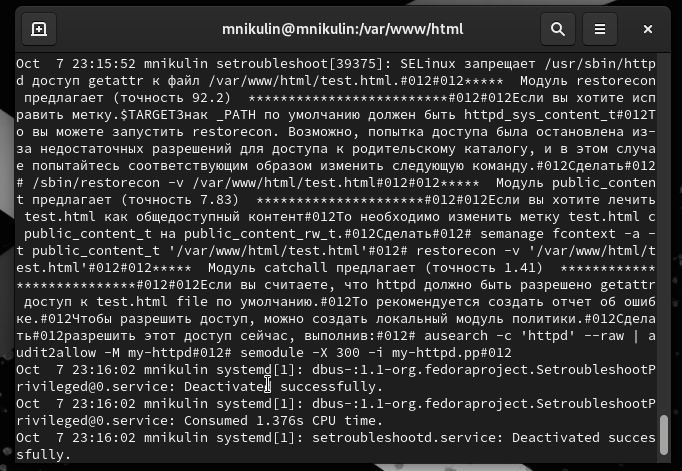 mnikulin@mnikulin:/var/www/html
Oct  7 23:15:52 mnikulin setroubleshoot[39375]: SELinux запрещает /usr/sbin/http
d доступ getattr к файл /var/www/html/test.html.#012#012*****  Модуль restorecon
 предлагает (точность 92.2)  *************************#012#012Если вы хотите исп
равить метку.$TARGETЗнак _PATH по умолчанию должен быть httpd_sys_content_t#012Т
о вы можете запустить restorecon. Возможно, попытка доступа была остановлена из-
за недостаточных разрешений для доступа к родительскому каталогу, и в этом случа
е попытайтесь соответствующим образом изменить следующую команду.#012Сделать#012
# /sbin/restorecon -v /var/www/html/test.html#012#012*****  Модуль public_conten
t предлагает (точность 7.83)  *********************#012#012Если вы хотите лечить
 test.html как общедоступный контент#012То необходимо изменить метку test.html с
 public_content_t на public_content_rw_t.#012Сделать#012# semanage fcontext -a -
t public_content_t '/var/www/html/test.html'#012# restorecon -v '/var/www/html/t
est.html'#012#012*****  Модуль catchall предлагает (точность 1.41)  ************
***************#012#012Если вы считаете, что httpd должно быть разрешено getattr
 доступ к test.html file по умолчанию.#012То рекомендуется создать отчет об ошиб
ке.#012Чтобы разрешить доступ, можно создать локальный модуль политики.#012Сдела
ть#012разрешить этот доступ сейчас, выполнив:#012# ausearch -c 'httpd' --raw | a
udit2allow -M my-httpd#012# semodule -X 300 -i my-httpd.pp#012
Oct  7 23:16:02 mnikulin systemd[1]: dbus-:1.1-org.fedoraproject.SetroubleshootP
rivileged@0.service: Deactivated successfully.
Oct  7 23:16:02 mnikulin systemd[1]: dbus-:1.1-org.fedoraproject.SetroubleshootP
rivileged@0.service: Consumed 1.376s CPU time.
Oct  7 23:16:02 mnikulin systemd[1]: setroubleshootd.service: Deactivated succes
sfully.